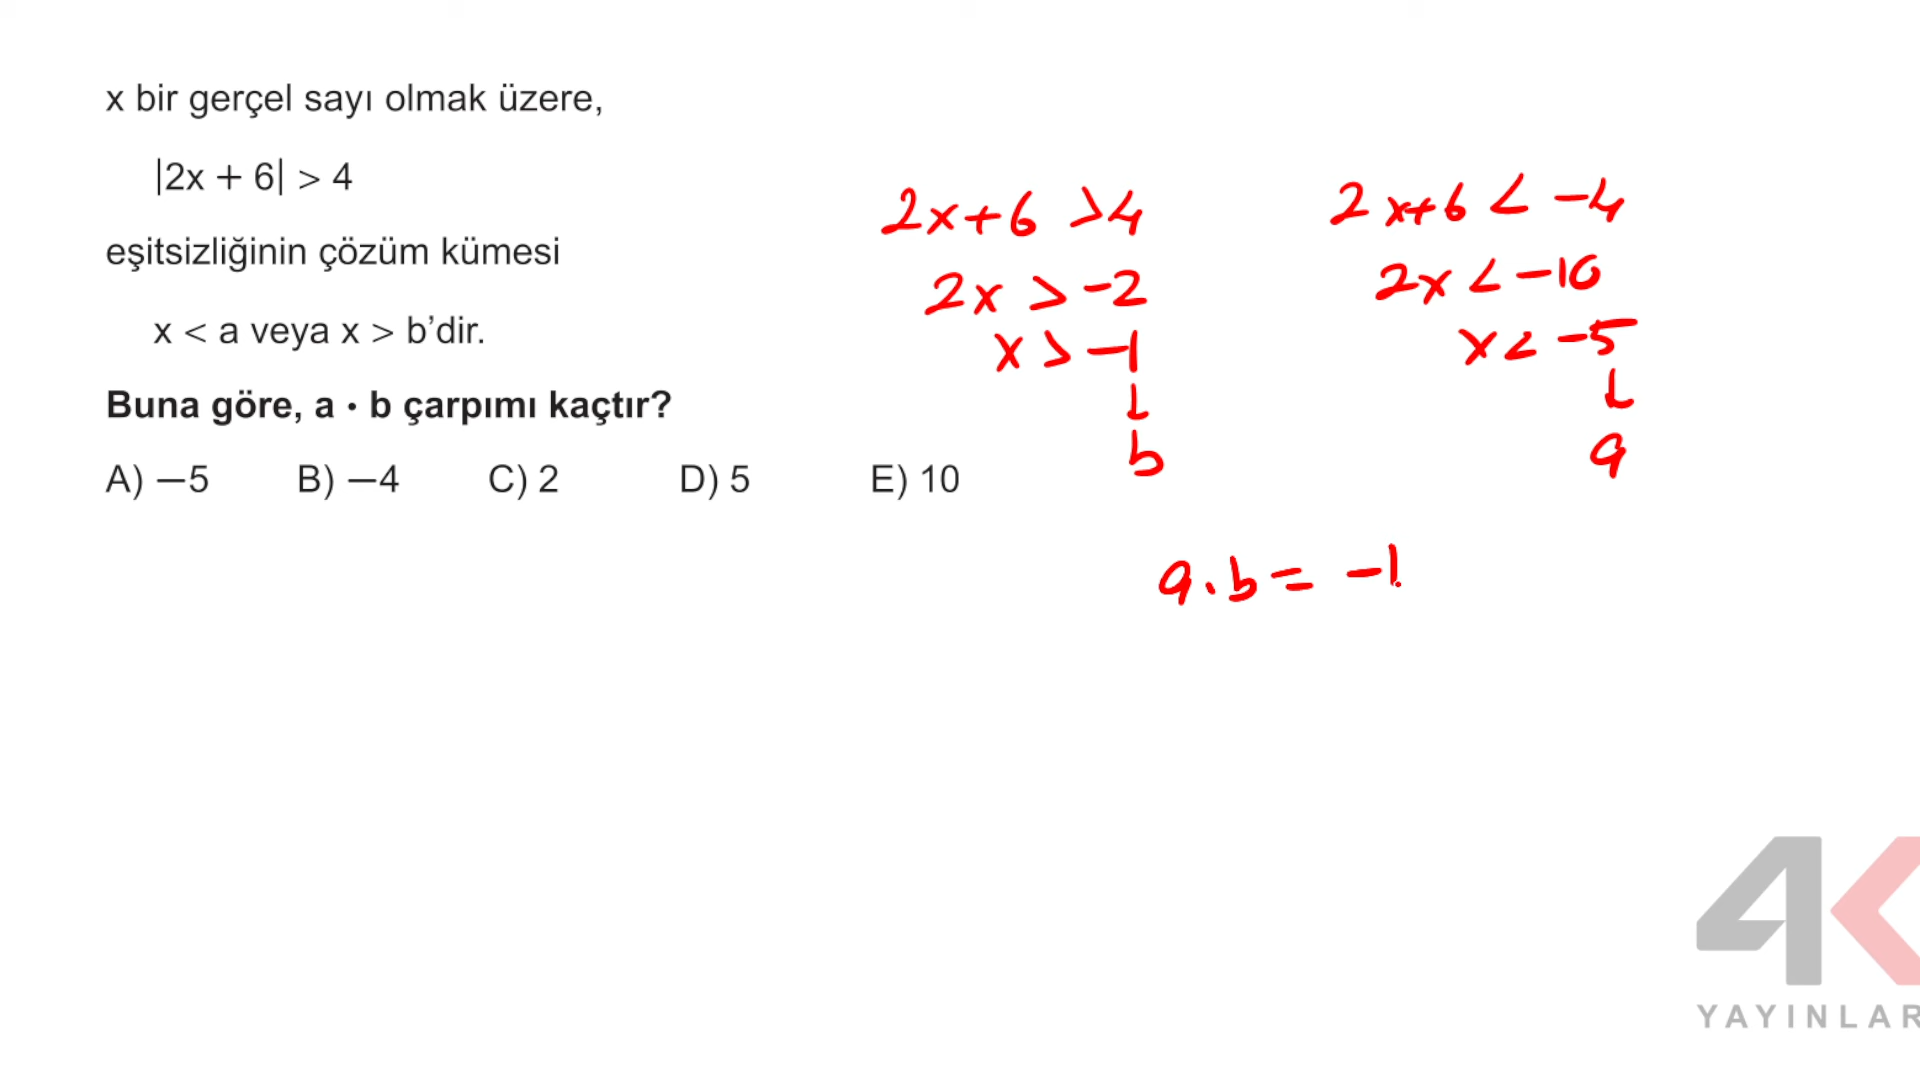 x bir gerçel sayı olmak üzere,
|2x + 6| > 4
eşitsizliğinin çözüm kümesi
x < a veya x > b’dir.
Buna göre, a · b çarpımı kaçtır?
A) −5 B) −4 C) 2 D) 5 E) 10
2x+6 >4
2x > -2
x > -1
b
2x+6 < -4
2x < -10
x < -5
a
a.b = -1.
4K
YAYINLAR